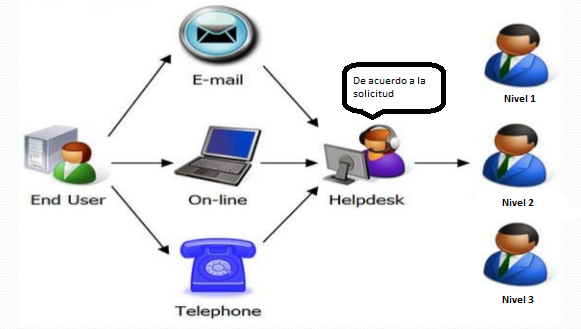 E-mail
De acuerdo a la
solicitud
Nivel 1
End User
On-line
Helpdesk
Nivel 2
Telephone
Nivel 3